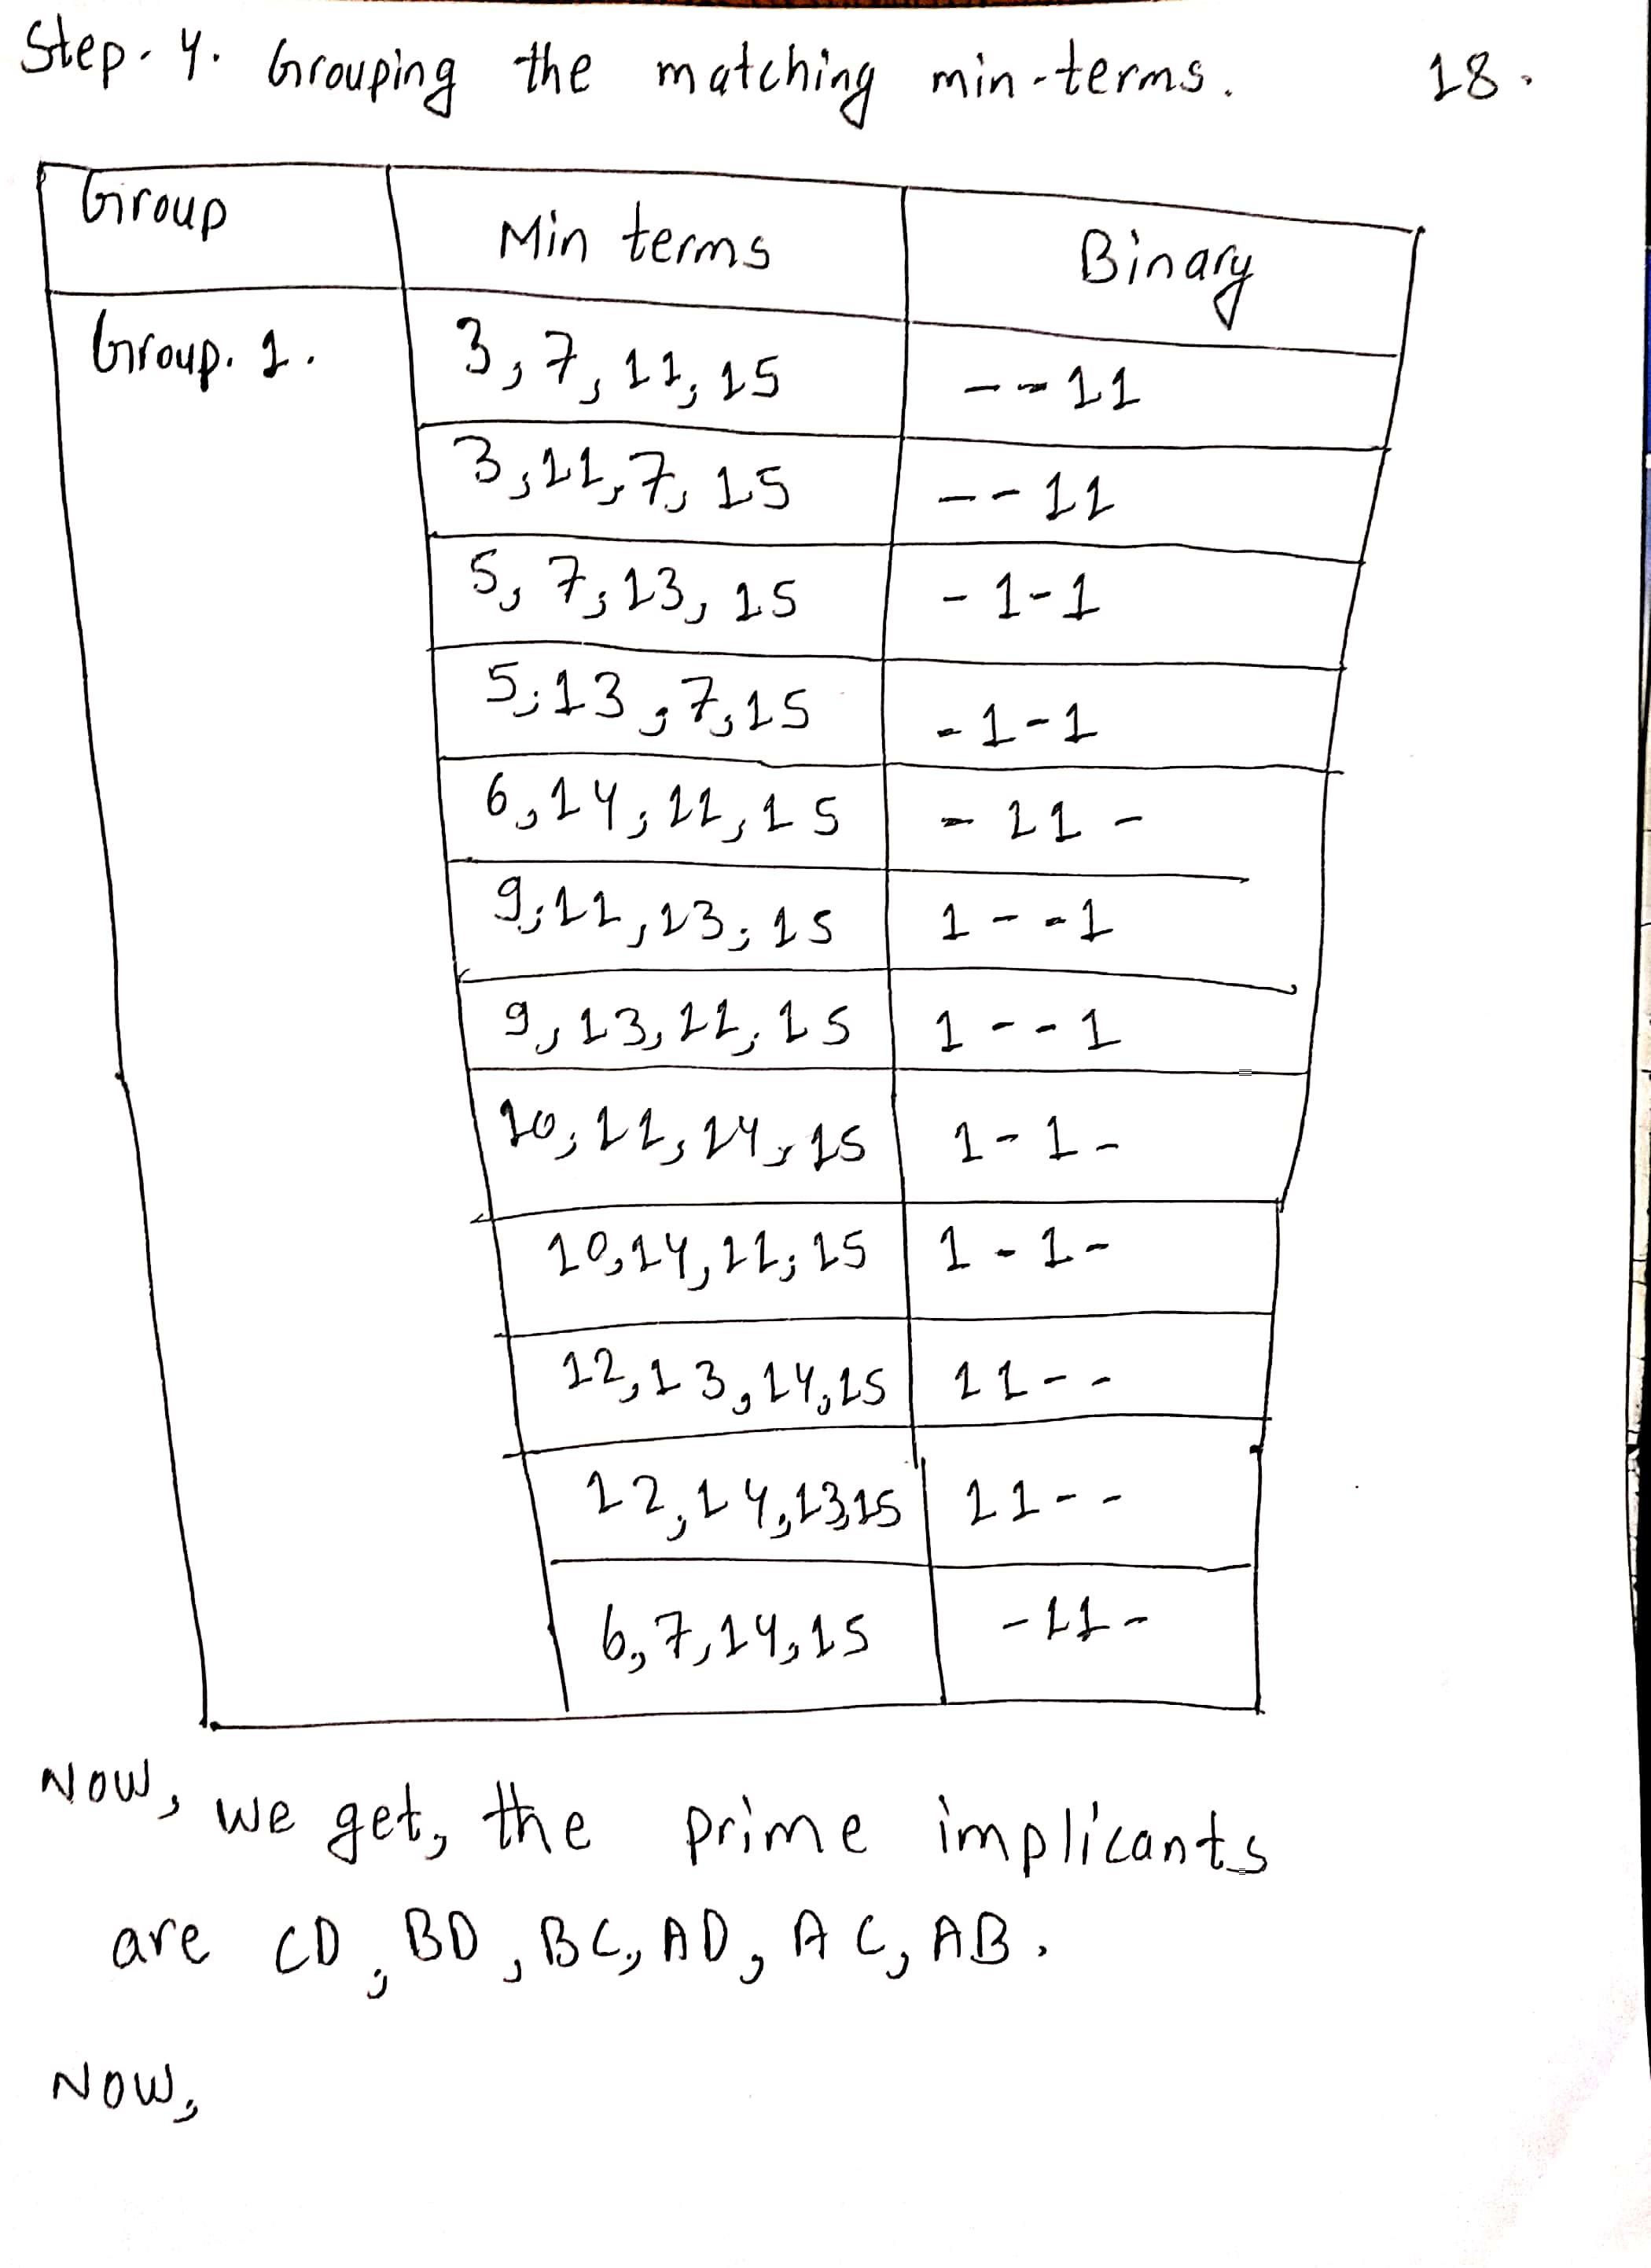 Step. 4. Grouping the matching min-terms. 18.
Group Min terms Binary
Group. 1. 3, 7, 11, 15 --11
3, 11, 7, 15 --11
5, 7, 13, 15 -1-1
5, 13, 7, 15 -1-1
6, 14, 11, 15 -11-
9, 11, 13, 15 1--1
9, 13, 11, 15 1--1
10, 11, 14, 15 1-1-
10, 14, 11, 15 1-1-
12, 13, 14, 15 11--
12, 14, 13, 15 11--
6, 7, 14, 15 -11-
Now, we get, the prime implicants
are CD, BD, BC, AD, AC, AB.
Now,